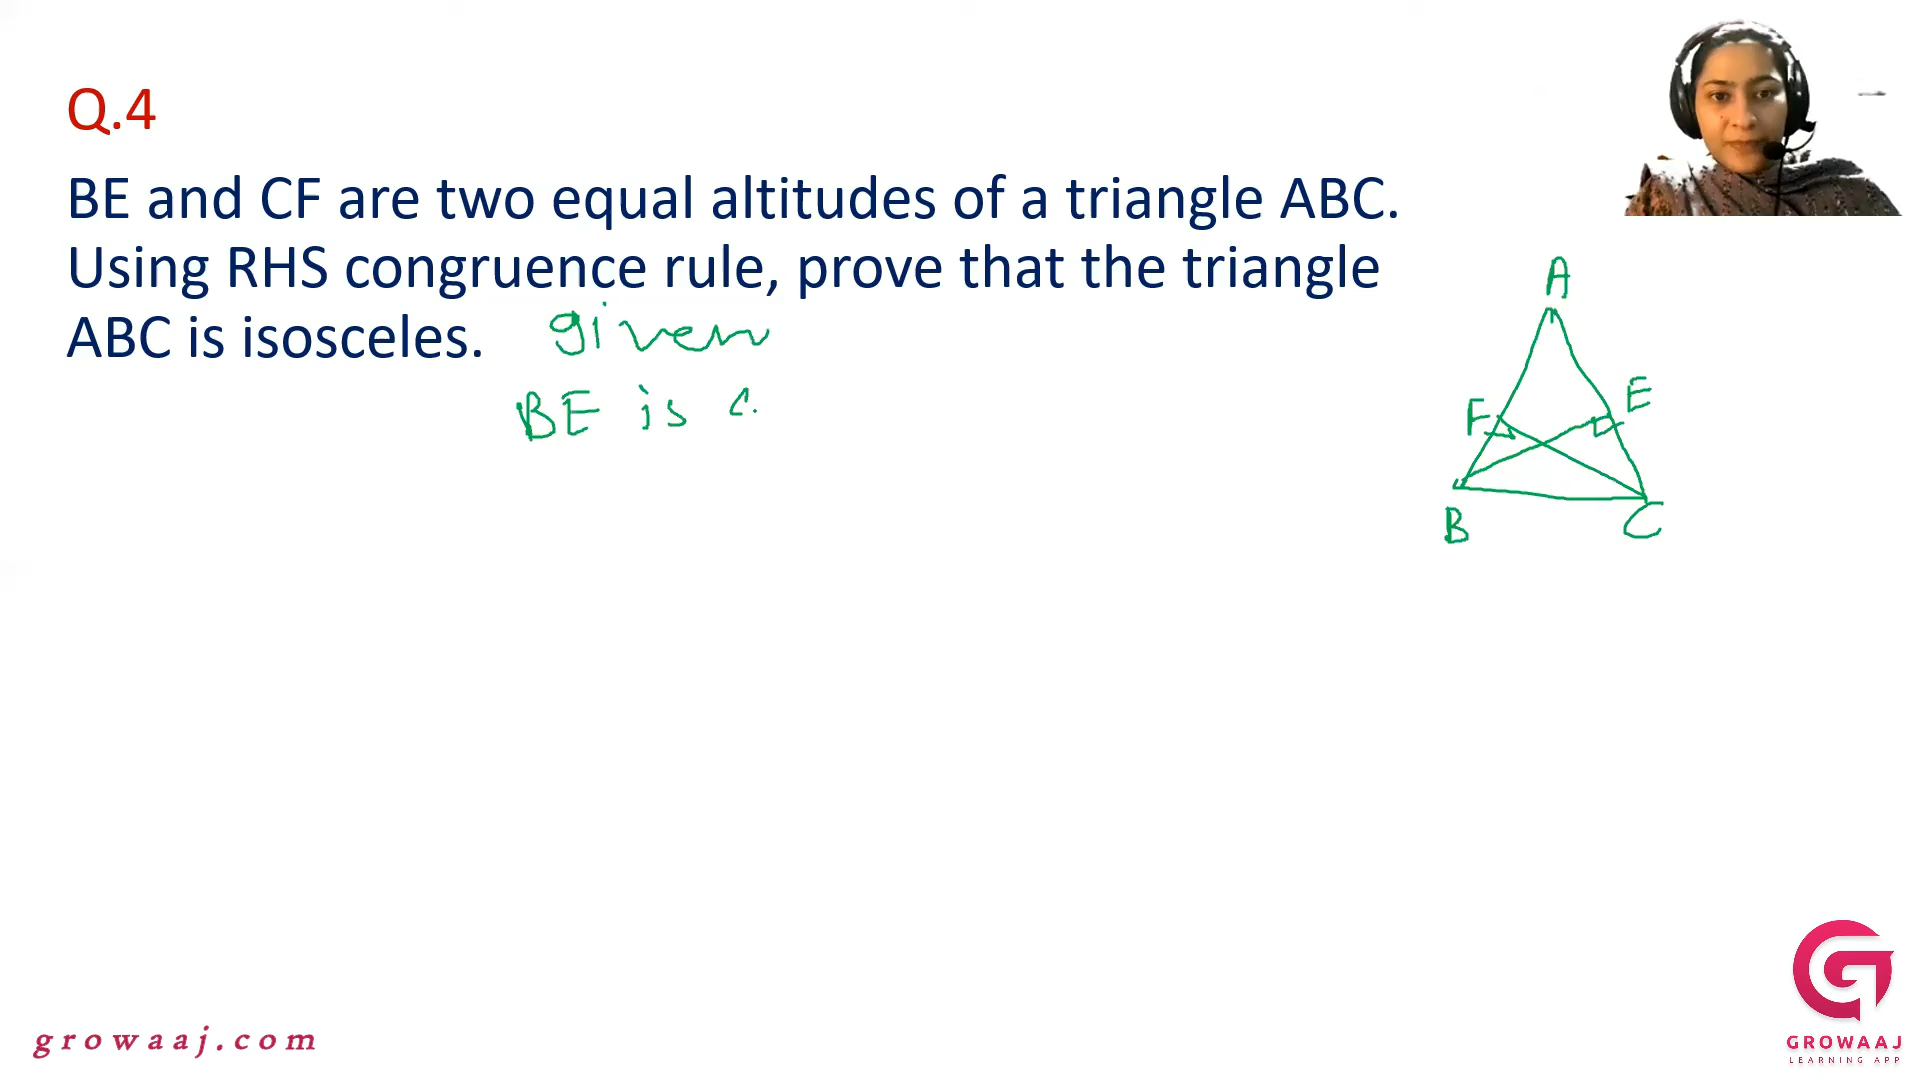 Q.4
BE and CF are two equal altitudes of a triangle ABC.
Using RHS congruence rule, prove that the triangle
ABC is isosceles.
given
BE is
A
F
E
B
C
growaaj.com
GROWAAJ
LEARNING APP